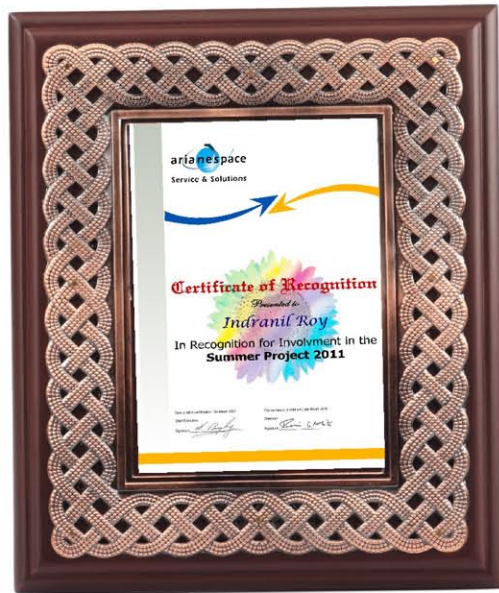 arianespace
Service & Solutions
Certificate of Recognition
Presented to
Indranil Roy
In Recognition for Involvment in the
Summer Project 2011